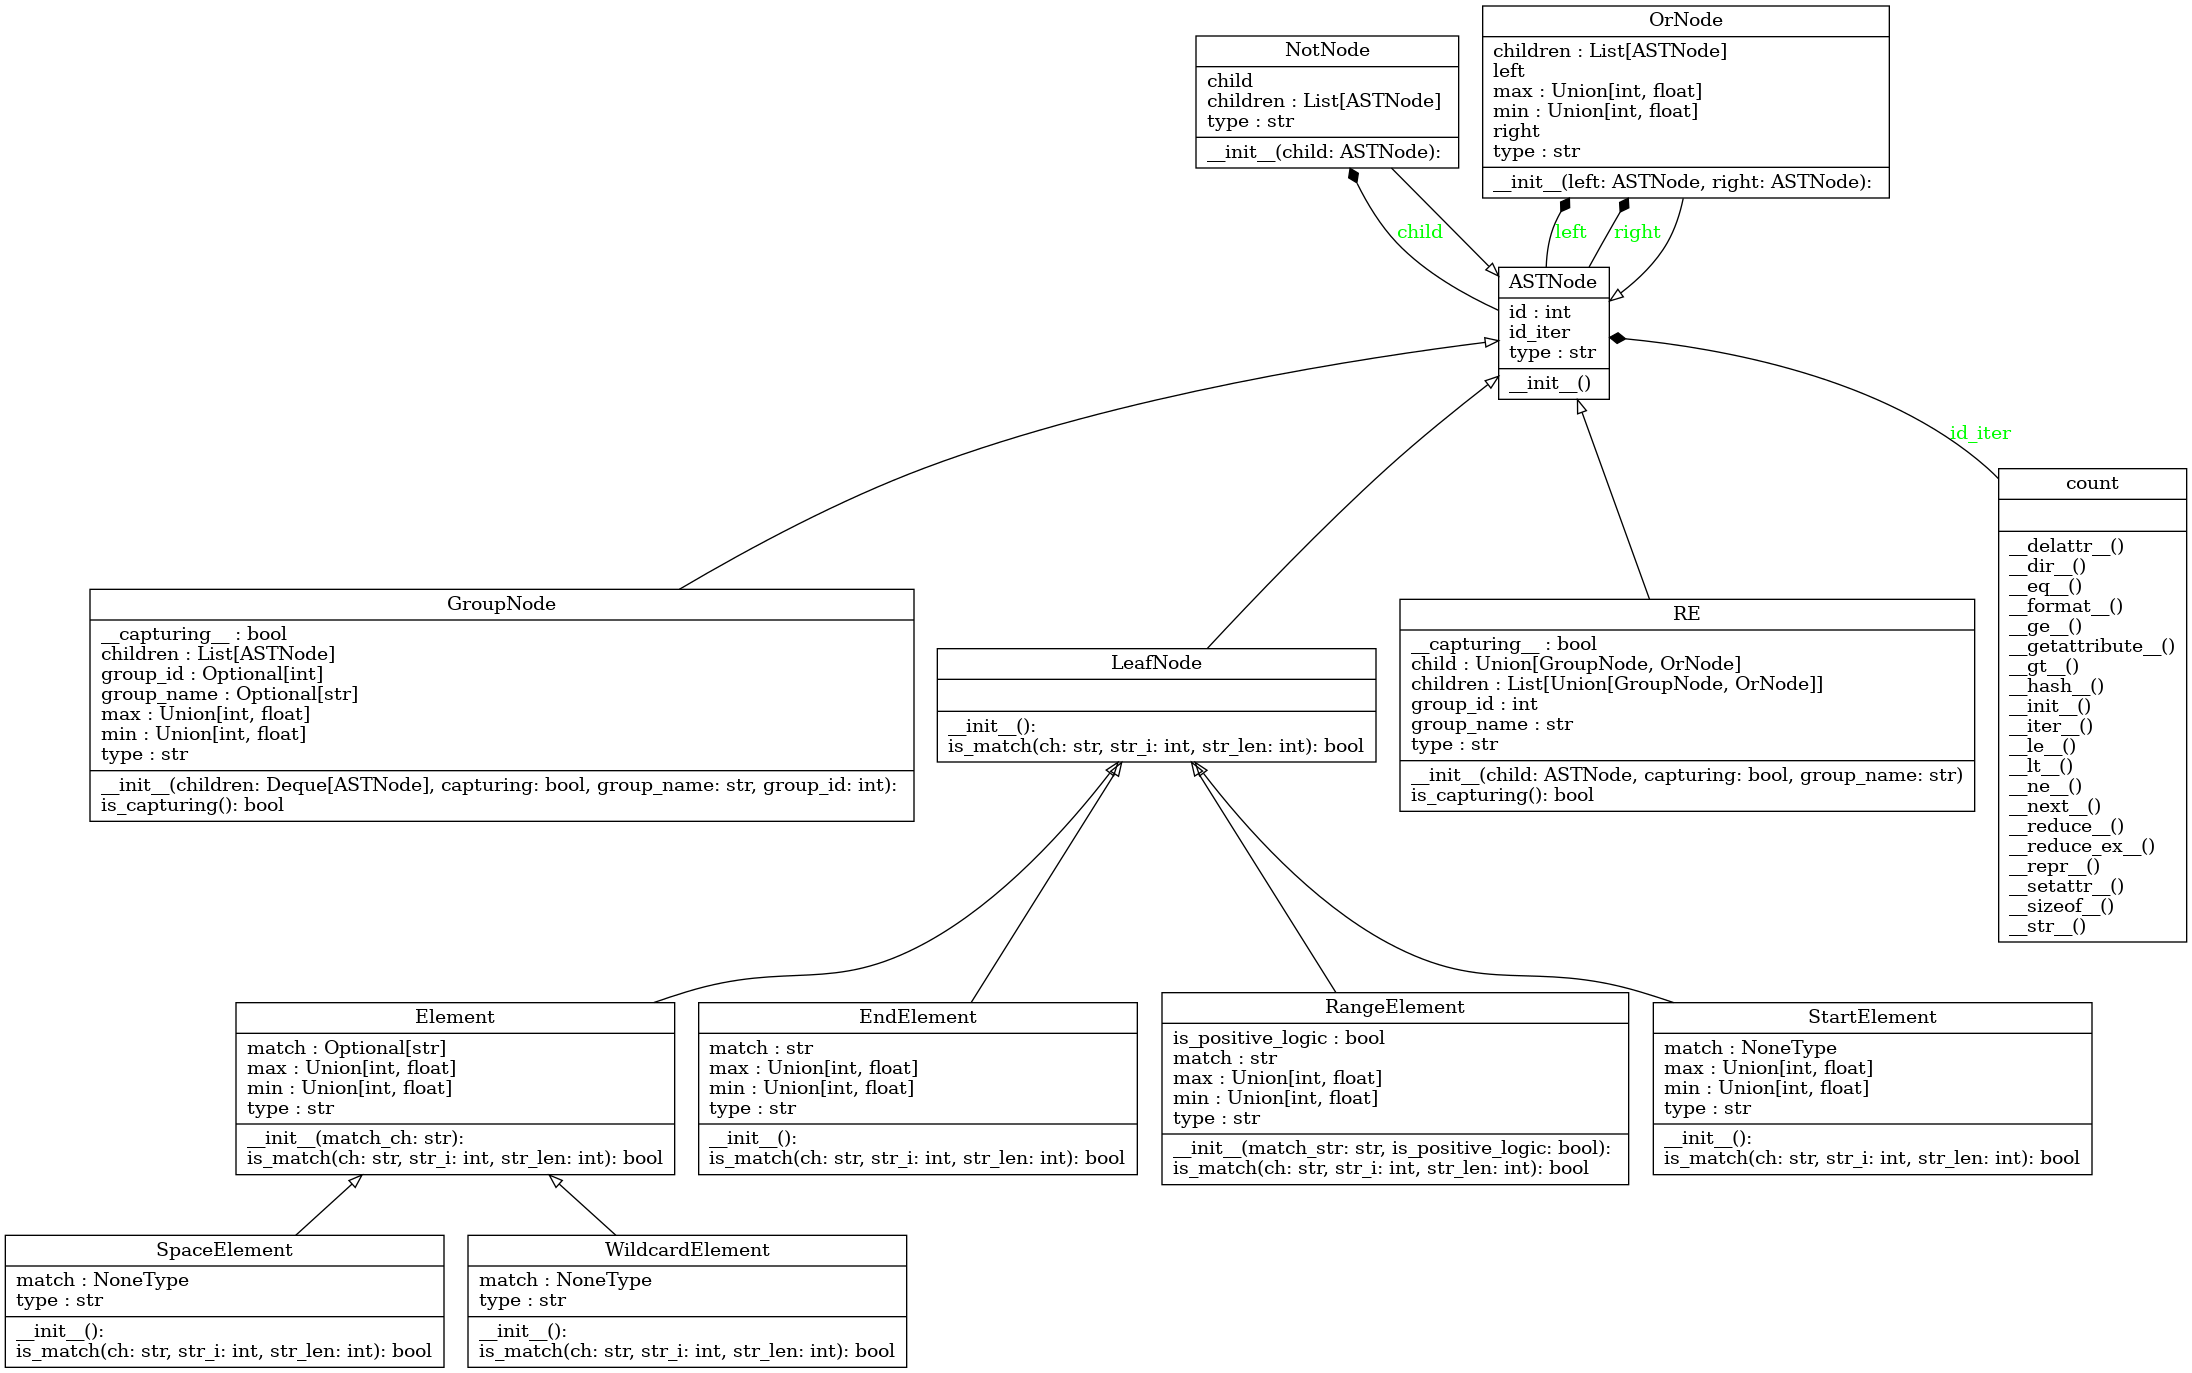 NotNode
child
children : List[ASTNode]
type : str
__init__(child: ASTNode):
OrNode
children : List[ASTNode]
left
max : Union[int, float]
min : Union[int, float]
right
type : str
__init__(left: ASTNode, right: ASTNode):
child
left
right
ASTNode
id : int
id_iter
type : str
__init__()
id_iter
count
__delattr__()
__dir__()
__eq__()
__format__()
__ge__()
__getattribute__()
__gt__()
__hash__()
__init__()
__iter__()
__le__()
__lt__()
__ne__()
__next__()
__reduce__()
__reduce_ex__()
__repr__()
__setattr__()
__sizeof__()
__str__()
GroupNode
__capturing__ : bool
children : List[ASTNode]
group_id : Optional[int]
group_name : Optional[str]
max : Union[int, float]
min : Union[int, float]
type : str
__init__(children: Deque[ASTNode], capturing: bool, group_name: str, group_id: int):
is_capturing(): bool
LeafNode
__init__():
is_match(ch: str, str_i: int, str_len: int): bool
RE
__capturing__ : bool
child : Union[GroupNode, OrNode]
children : List[Union[GroupNode, OrNode]]
group_id : int
group_name : str
type : str
__init__(child: ASTNode, capturing: bool, group_name: str)
is_capturing(): bool
Element
match : Optional[str]
max : Union[int, float]
min : Union[int, float]
type : str
__init__(match_ch: str):
is_match(ch: str, str_i: int, str_len: int): bool
EndElement
match : str
max : Union[int, float]
min : Union[int, float]
type : str
__init__():
is_match(ch: str, str_i: int, str_len: int): bool
RangeElement
is_positive_logic : bool
match : str
max : Union[int, float]
min : Union[int, float]
type : str
__init__(match_str: str, is_positive_logic: bool):
is_match(ch: str, str_i: int, str_len: int): bool
StartElement
match : NoneType
max : Union[int, float]
min : Union[int, float]
type : str
__init__():
is_match(ch: str, str_i: int, str_len: int): bool
SpaceElement
match : NoneType
type : str
__init__():
is_match(ch: str, str_i: int, str_len: int): bool
WildcardElement
match : NoneType
type : str
__init__():
is_match(ch: str, str_i: int, str_len: int): bool